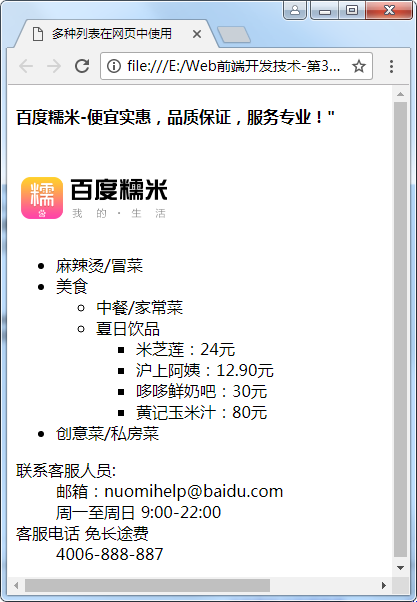 多种列表在网页中使用
file:///E:/Web前端开发技术-第3...
百度糯米-便宜实惠，品质保证，服务专业！"
糯
百度糯米
我的·生活
麻辣烫/冒菜
美食
中餐/家常菜
夏日饮品
米芝莲：24元
沪上阿姨：12.90元
哆哆鲜奶吧：30元
黄记玉米汁：80元
创意菜/私房菜
联系客服人员:
邮箱：nuomihelp@baidu.com
周一至周日 9:00-22:00
客服电话 免长途费
4006-888-887